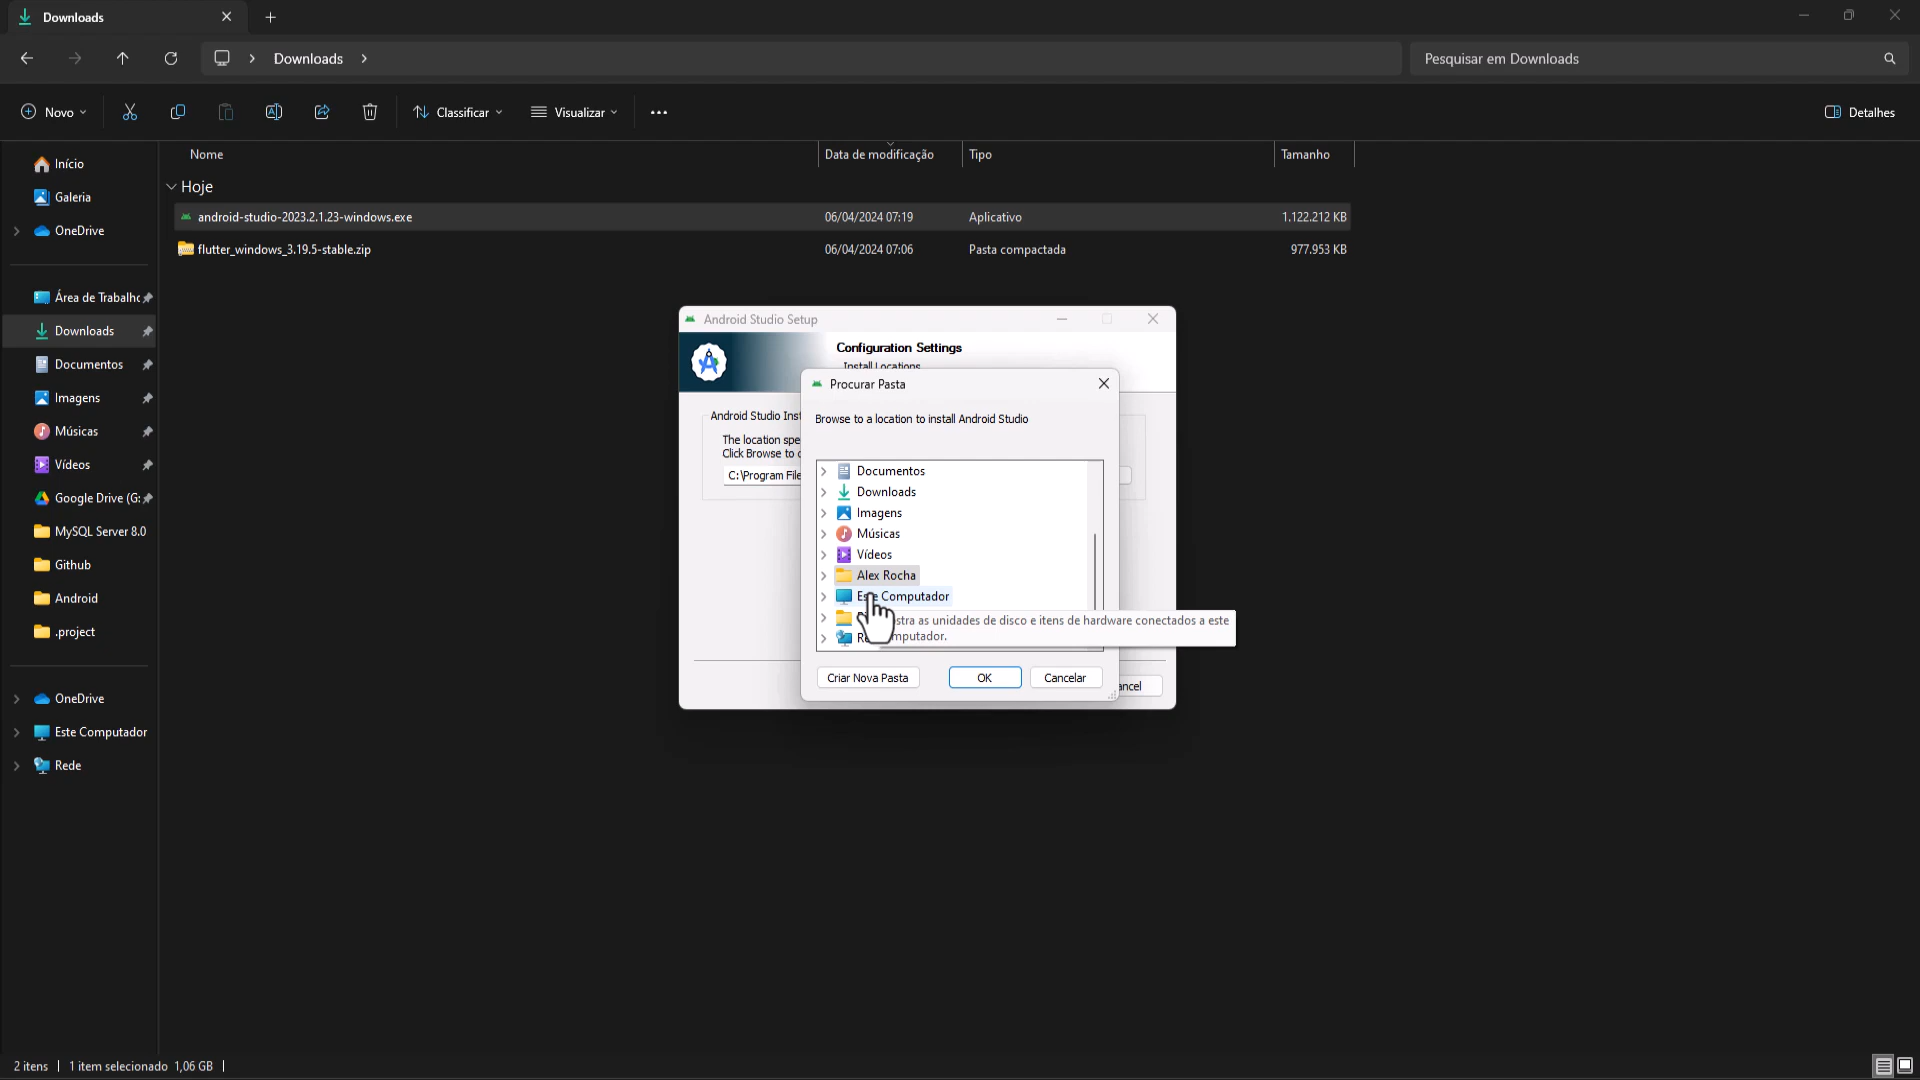 Downloads
Downloads
Pesquisar em Downloads
Novo
Classificar
Visualizar
Detalhes
Nome
Data de modificação
Tipo
Tamanho
Início
Galeria
OneDrive
Área de Trabalhc
Downloads
Documentos
Imagens
Músicas
Vídeos
Google Drive (G:
MySQL Server 8.0
Github
Android
.project
OneDrive
Este Computador
Rede
Hoje
android-studio-2023.2.1.23-windows.exe
06/04/2024 07:19
Aplicativo
1.122.212 KB
flutter_windows_3.19.5-stable.zip
06/04/2024 07:06
Pasta compactada
977.953 KB
Android Studio Setup
Configuration Settings
Install Locations
Android Studio Inst
The location spe
Click Browse to c
C:\Program File
ancel
Procurar Pasta
Browse to a location to install Android Studio
Documentos
Downloads
Imagens
Músicas
Vídeos
Alex Rocha
Este Computador
stra as unidades de disco e itens de hardware conectados a este
mputador.
Criar Nova Pasta
OK
Cancelar
2 itens
1 item selecionado 1,06 GB